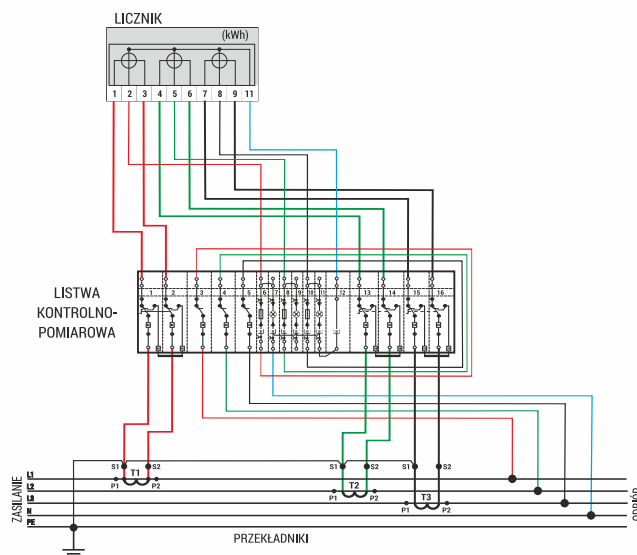 LICZNIK
(kWh)
1 2 3 4 5 6 7 8 9 11
LISTWA
KONTROLNO-
POMIAROWA
1 2 3 4 5 6 7 8 9 10 11 12 13 14 15 16
S1 S2 S1 S2 S1 S2
T1
T2
T3
P1 P2
P1 P2
P1 P2
ZASILANIE
L1
L2
L3
N
PE
ODBIÓR
PRZEKŁADNIKI